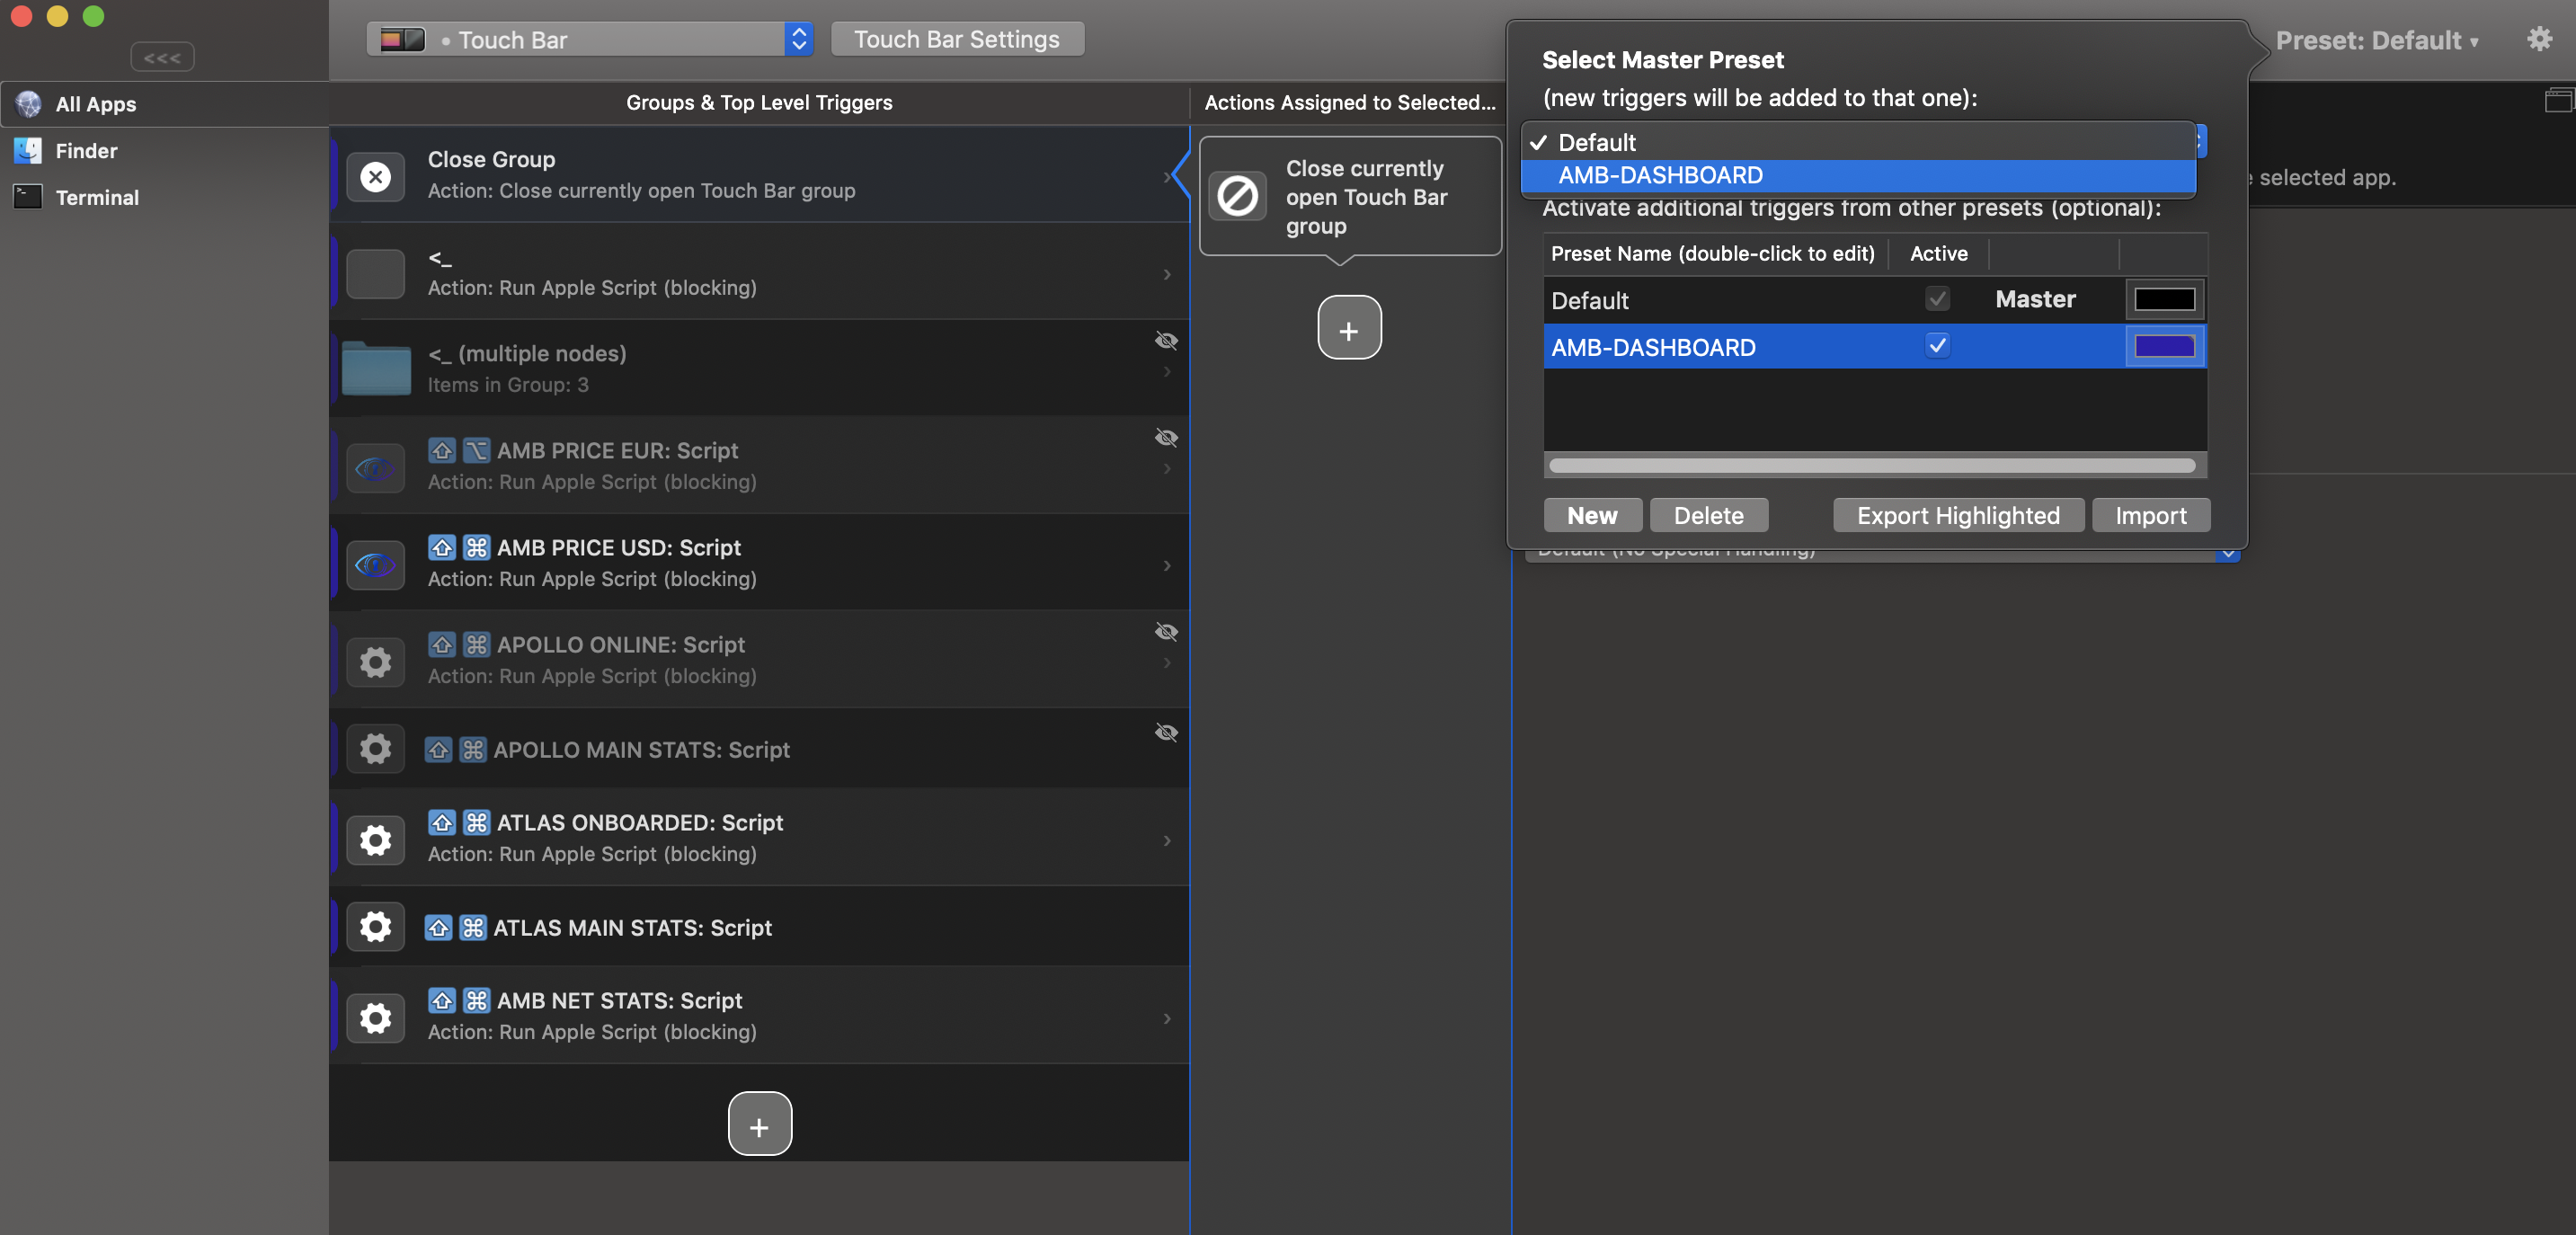 <<<
All Apps
Finder
Terminal
• Touch Bar
Touch Bar Settings
Preset: Default ▾
Groups & Top Level Triggers
Close Group
Action: Close currently open Touch Bar group
<_
Action: Run Apple Script (blocking)
<_ (multiple nodes)
Items in Group: 3
AMB PRICE EUR: Script
Action: Run Apple Script (blocking)
AMB PRICE USD: Script
Action: Run Apple Script (blocking)
APOLLO ONLINE: Script
Action: Run Apple Script (blocking)
APOLLO MAIN STATS: Script
ATLAS ONBOARDED: Script
Action: Run Apple Script (blocking)
ATLAS MAIN STATS: Script
AMB NET STATS: Script
Action: Run Apple Script (blocking)
+
Actions Assigned to Selected...
Close currently
open Touch Bar
group
+
Select Master Preset
(new triggers will be added to that one):
✓ Default
AMB-DASHBOARD
selected app.
Activate additional triggers from other presets (optional):
Preset Name (double-click to edit) Active
Default Master
AMB-DASHBOARD
New Delete Export Highlighted Import
Default (No Special Handling)